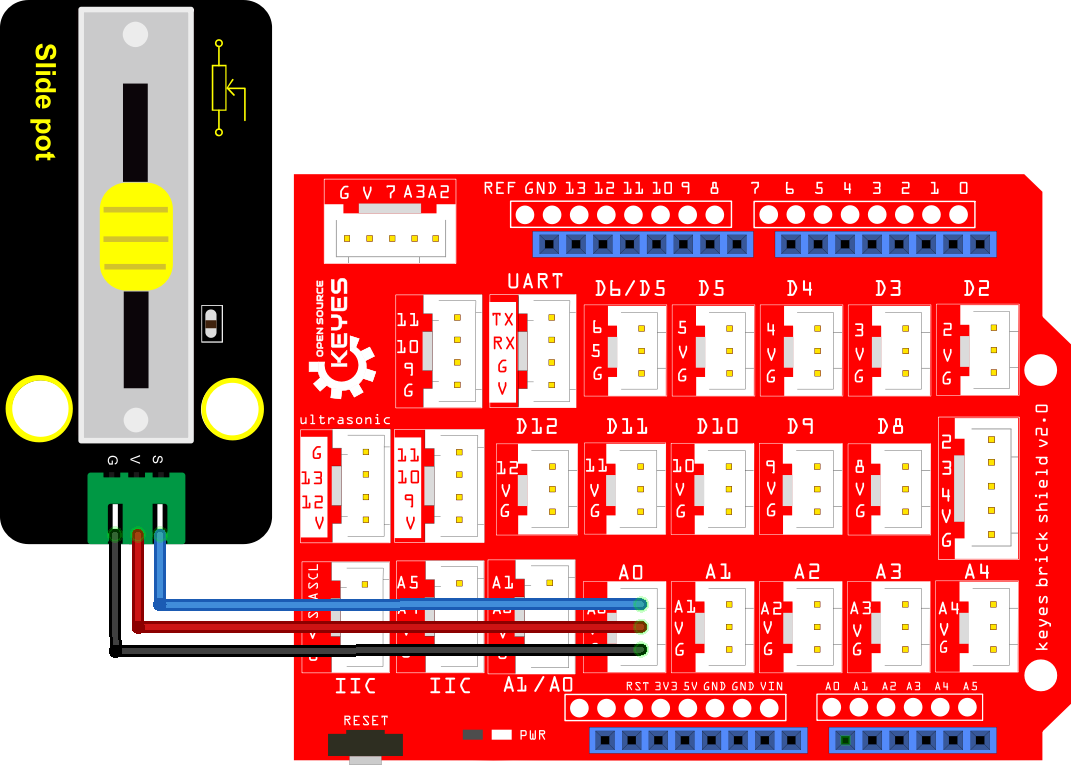 Slide pot
G V S
G V 7 A3 A2
REF GND 13 12 11 10 9 8
7 6 5 4 3 2 1 0
OPEN SOURCE
KEYES
11
10
9
G
UART
TX
RX
G
V
D6/D5
6
5
G
D5
5
V
G
D4
4
V
G
D3
3
V
G
D2
2
V
G
ultrasonic
G
13
12
V
11
10
9
V
D12
12
V
G
D11
11
V
G
D10
10
V
G
D9
9
V
G
D8
8
V
G
2
3
4
V
G
keyes brick shield v2.0
SCL
IIC
A5
IIC
A1
A1/A0
A0
A1
A1
V
G
A2
A2
V
G
A3
A3
V
G
A4
A4
V
G
RST 3V3 5V GND GND VIN
A0 A1 A2 A3 A4 A5
RESET
PWR